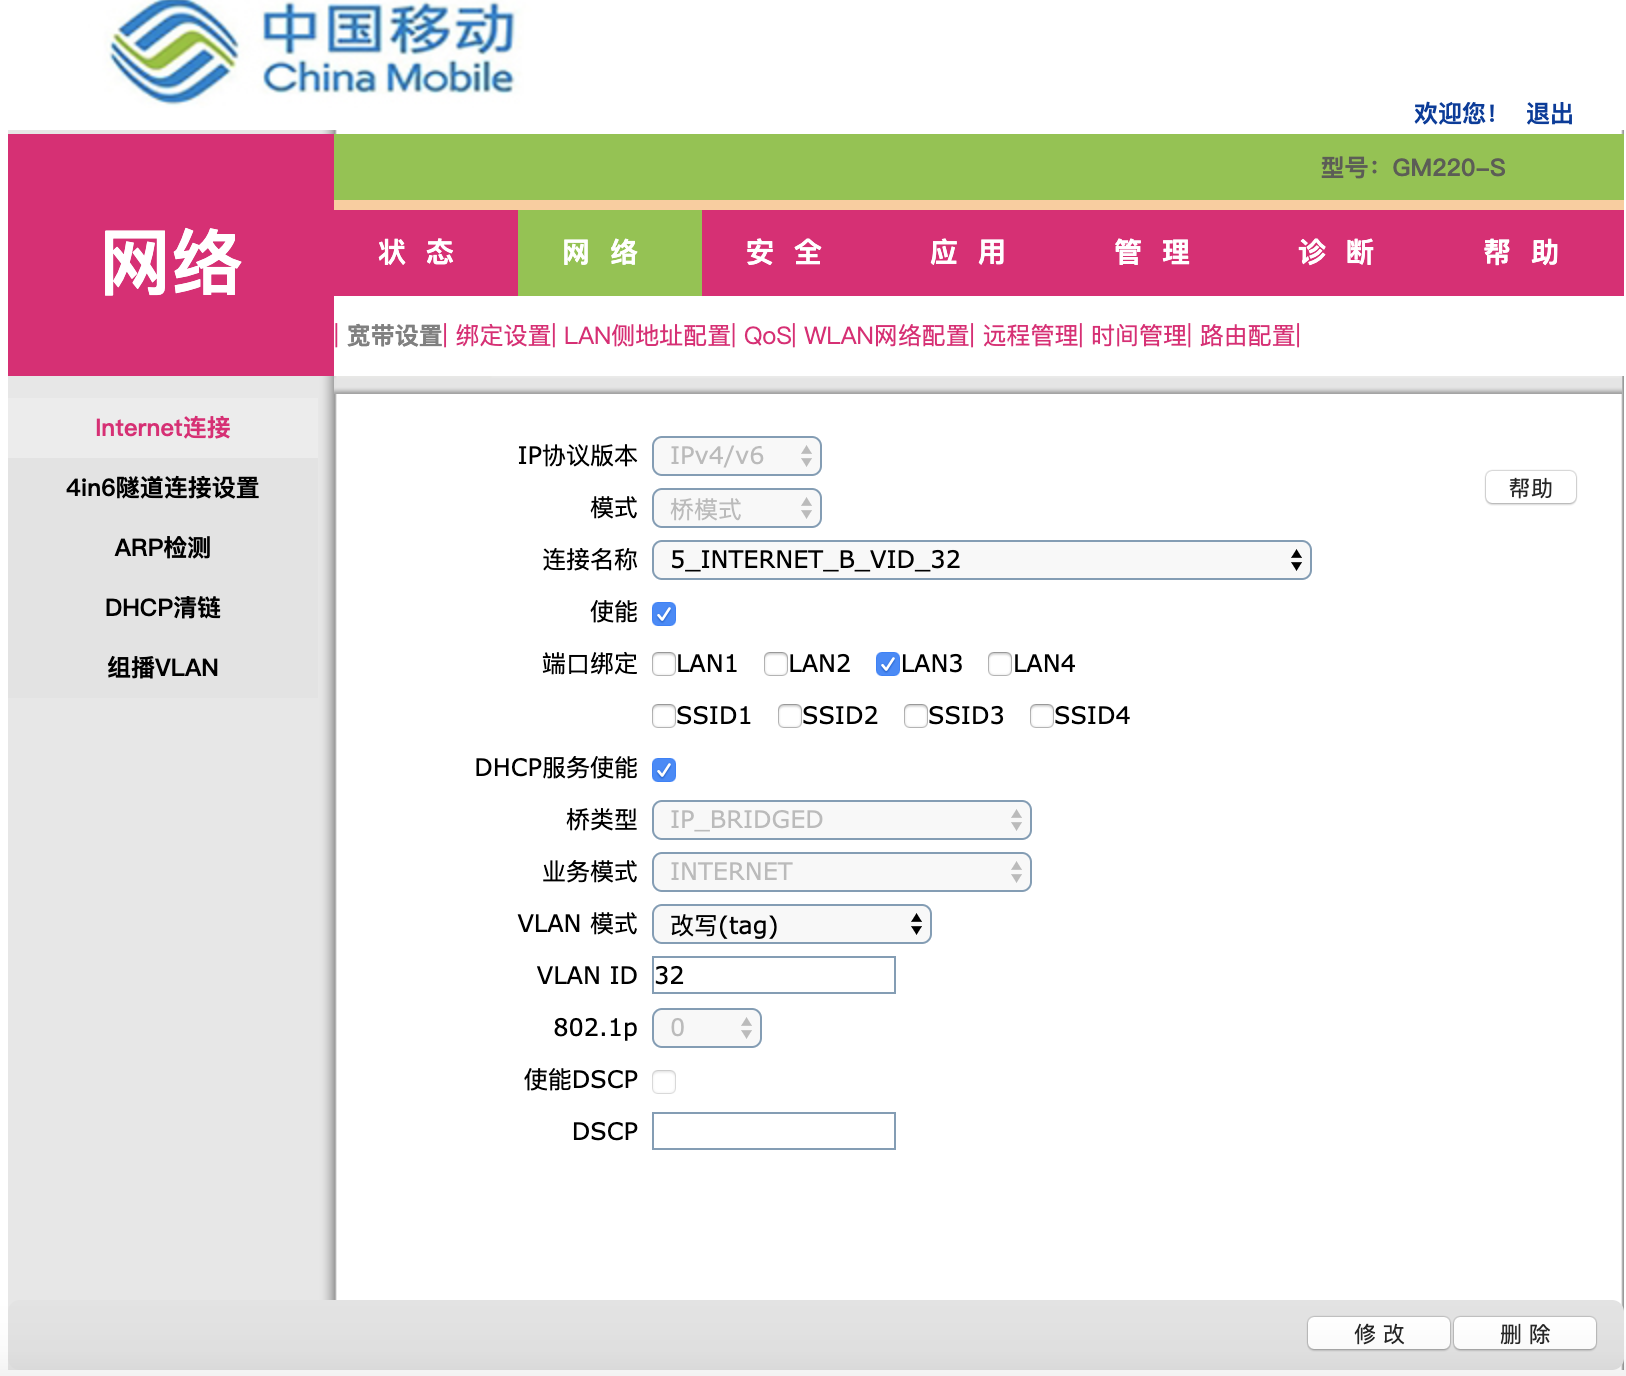 中国移动
China Mobile
欢迎您! 退出
型号: GM220-S
网络
状 态 网 络 安 全 应 用 管 理 诊 断 帮 助
| 宽带设置| 绑定设置| LAN侧地址配置| QoS| WLAN网络配置| 远程管理| 时间管理| 路由配置|
Internet连接
4in6隧道连接设置
ARP检测
DHCP清链
组播VLAN
帮助
IP协议版本 IPv4/v6
模式 桥模式
连接名称 5_INTERNET_B_VID_32
使能
端口绑定 LAN1 LAN2 LAN3 LAN4
SSID1 SSID2 SSID3 SSID4
DHCP服务使能
桥类型 IP_BRIDGED
业务模式 INTERNET
VLAN 模式 改写(tag)
VLAN ID 32
802.1p 0
使能DSCP
DSCP
修 改 删 除